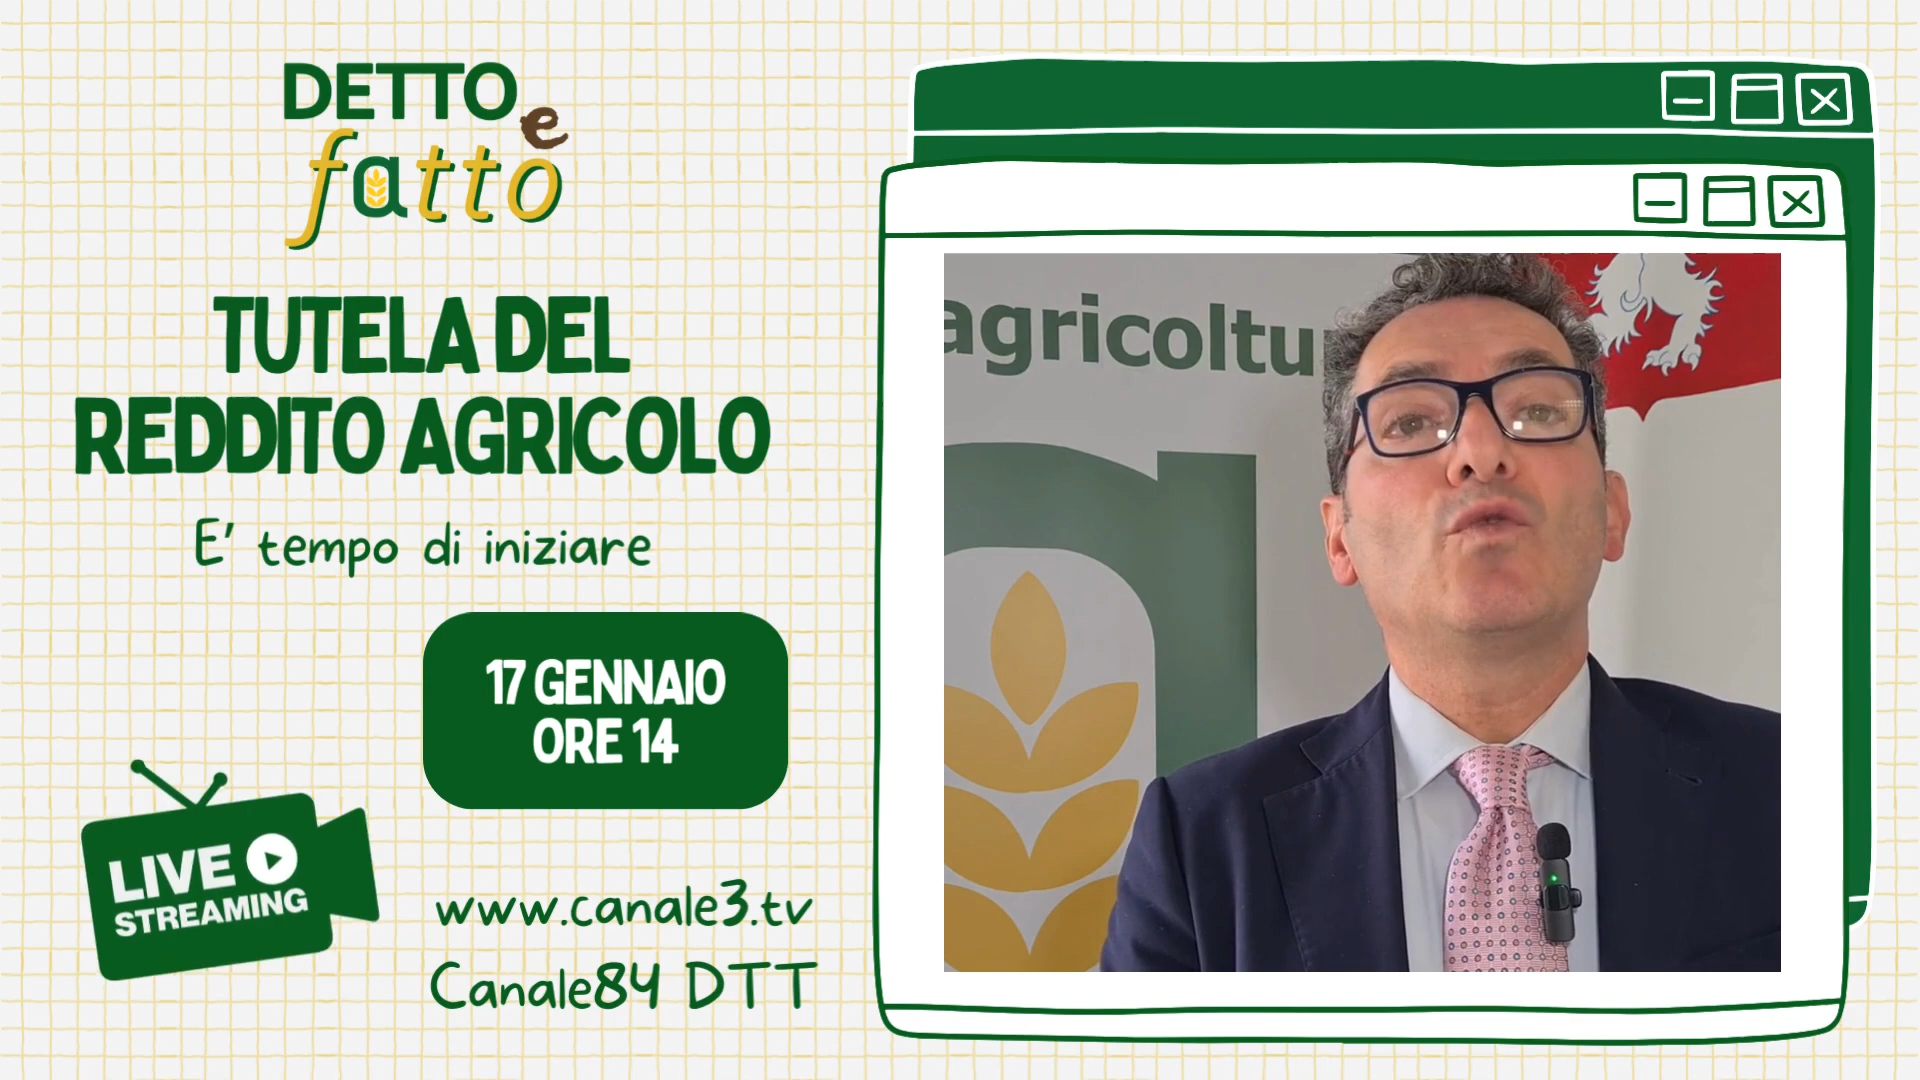 DETTO
e
fatto
TUTELA DEL
REDDITO AGRICOLO
E' tempo di iniziare
17 GENNAIO
ORE 14
LIVE
STREAMING
www.canale3.tv
Canale84 DTT
agricoltu